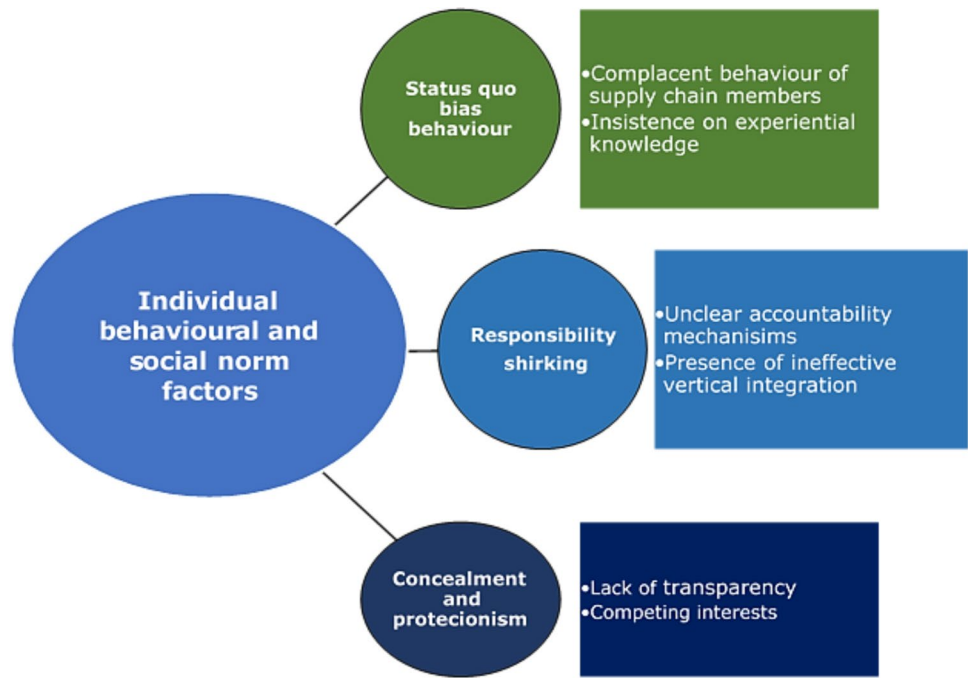 Status quo
bias
behaviour
•Complacent behaviour of
supply chain members
•Insistence on experiential
knowledge
Individual
behavioural and
social norm
factors
Responsibility
shirking
•Unclear accountability
mechanisims
•Presence of ineffective
vertical integration
Concealment
and
protecionism
•Lack of transparency
•Competing interests